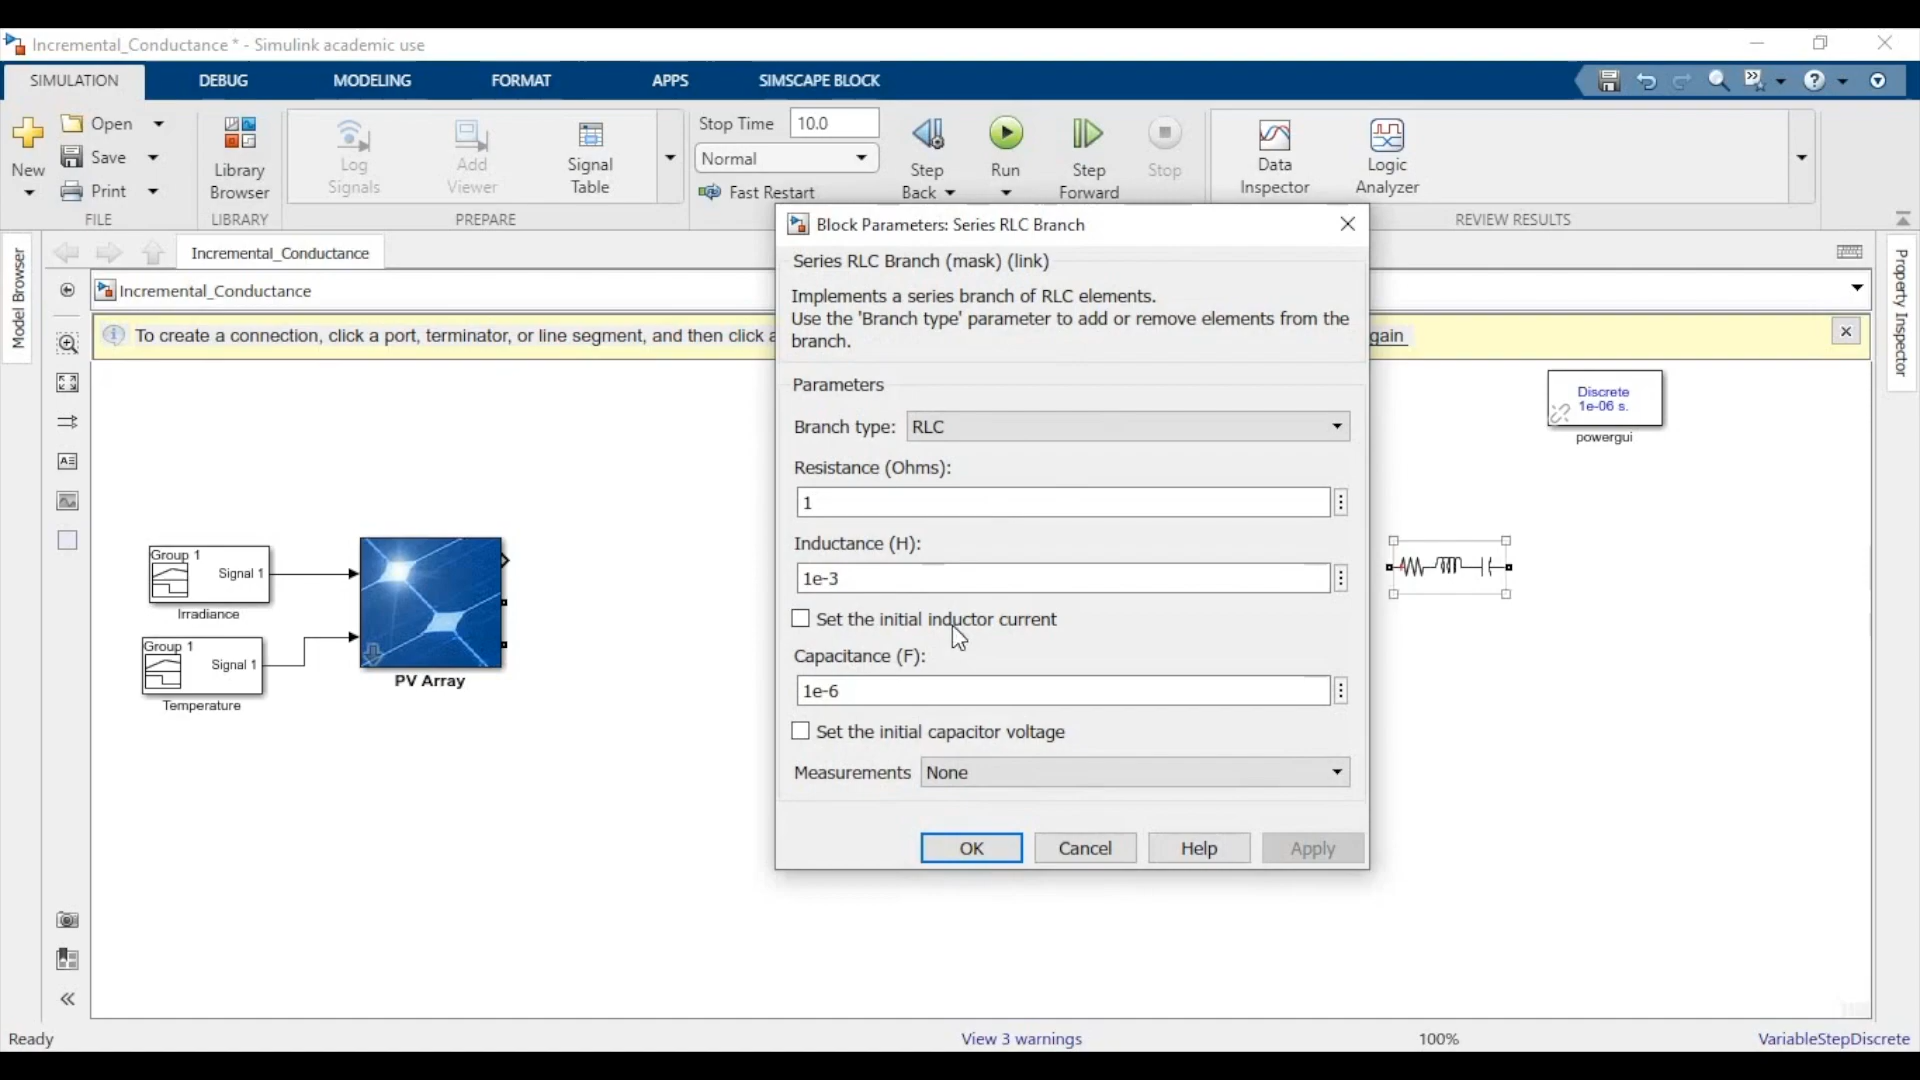 Incremental_Conductance * - Simulink academic use
SIMULATION
DEBUG
MODELING
FORMAT
APPS
SIMSCAPE BLOCK
New
Open
Save
Print
FILE
Library
Browser
LIBRARY
Log
Signals
Add
Viewer
Signal
Table
PREPARE
Stop Time
10.0
Normal
Fast Restart
Step
Back
Run
Step
Forward
Stop
Data
Inspector
Logic
Analyzer
REVIEW RESULTS
Model Browser
Property Inspector
Incremental_Conductance
Incremental_Conductance
To create a connection, click a port, terminator, or line segment, and then click a
gain
Block Parameters: Series RLC Branch
Series RLC Branch (mask) (link)
Implements a series branch of RLC elements.
Use the 'Branch type' parameter to add or remove elements from the
branch.
Parameters
Branch type:
RLC
Resistance (Ohms):
1
Inductance (H):
1e-3
Set the initial inductor current
Capacitance (F):
1e-6
Set the initial capacitor voltage
Measurements
None
OK
Cancel
Help
Apply
Discrete
1e-06 s.
powergui
Group 1
Signal 1
Irradiance
Group 1
Signal 1
Temperature
PV Array
Ready
View 3 warnings
100%
VariableStepDiscrete